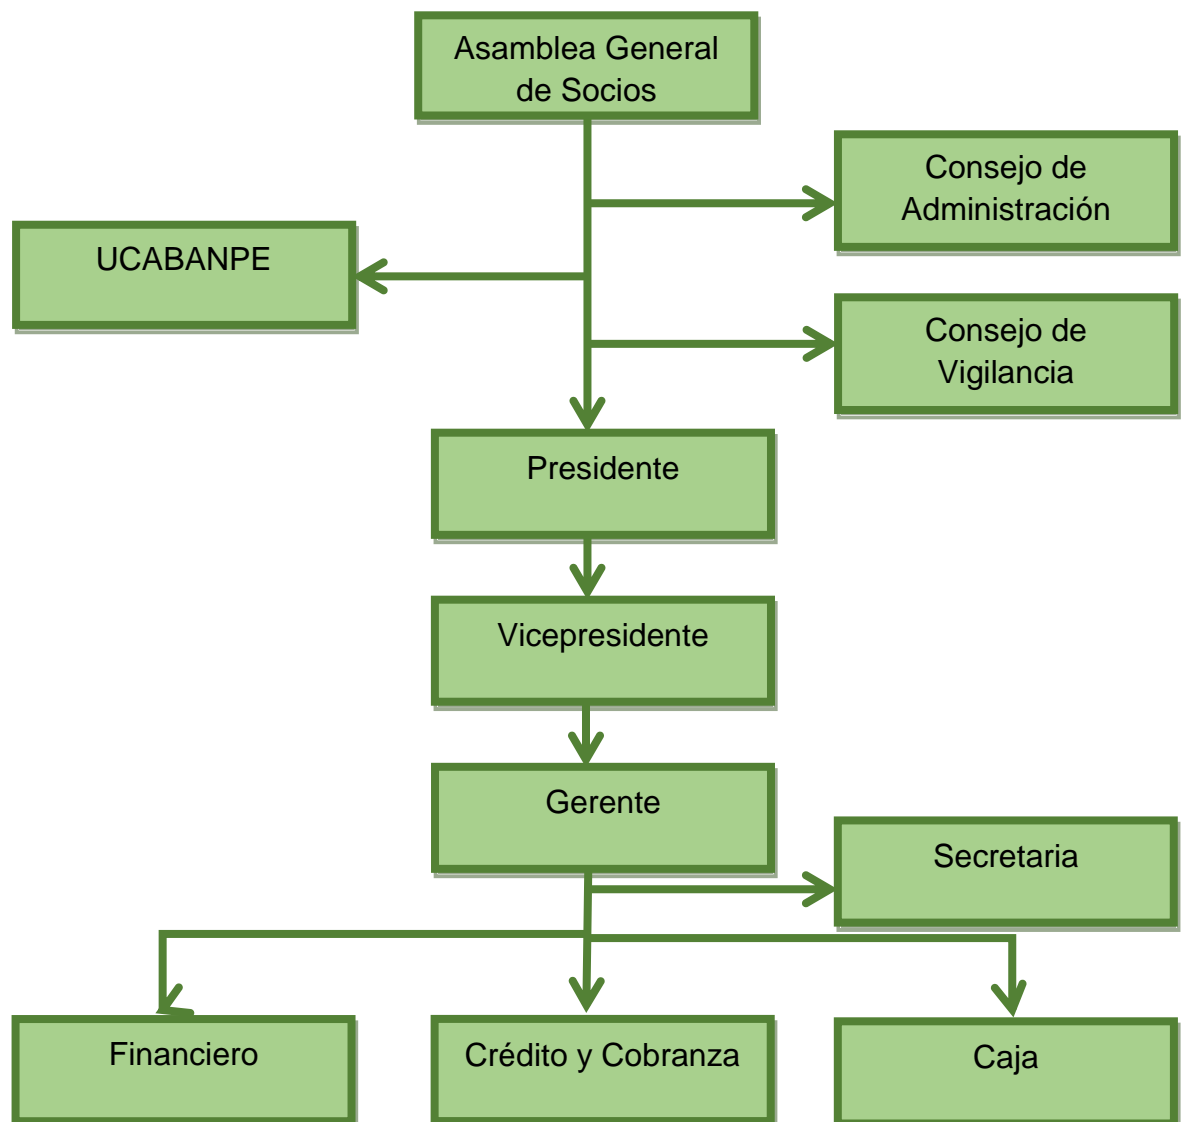 Asamblea General
de Socios
Consejo de
Administración
UCABANPE
Consejo de
Vigilancia
Presidente
Vicepresidente
Gerente
Secretaria
Financiero
Crédito y Cobranza
Caja